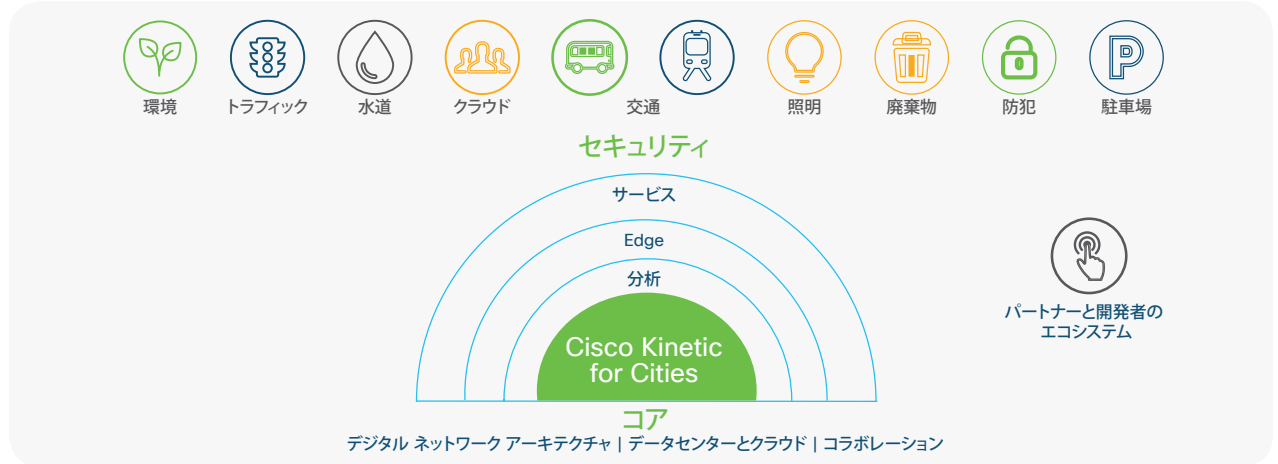 環境
トラフィック
水道
クラウド
交通
照明
廃棄物
防犯
駐車場
セキュリティ
サービス
Edge
分析
Cisco Kinetic
for Cities
パートナーと開発者の
エコシステム
コア
デジタル ネットワーク アーキテクチャ | データセンターとクラウド | コラボレーション